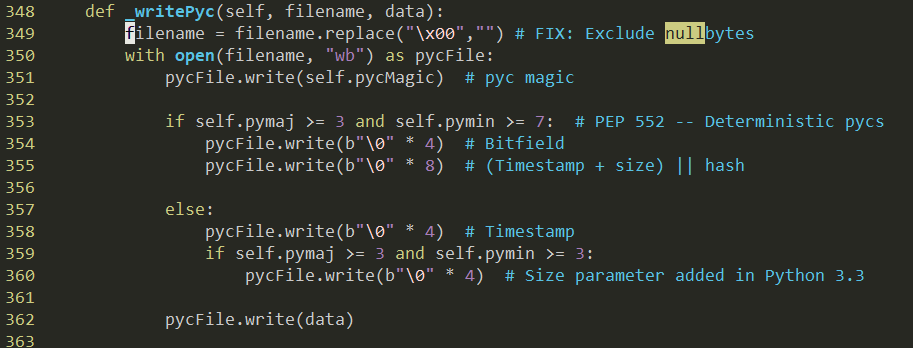 348     def _writePyc(self, filename, data):
349         filename = filename.replace("\x00","") # FIX: Exclude nullbytes
350         with open(filename, "wb") as pycFile:
351             pycFile.write(self.pycMagic)  # pyc magic
352
353             if self.pymaj >= 3 and self.pymin >= 7:  # PEP 552 -- Deterministic pycs
354                 pycFile.write(b"\0" * 4)  # Bitfield
355                 pycFile.write(b"\0" * 8)  # (Timestamp + size) || hash
356
357             else:
358                 pycFile.write(b"\0" * 4)  # Timestamp
359                 if self.pymaj >= 3 and self.pymin >= 3:
360                     pycFile.write(b"\0" * 4)  # Size parameter added in Python 3.3
361
362             pycFile.write(data)
363